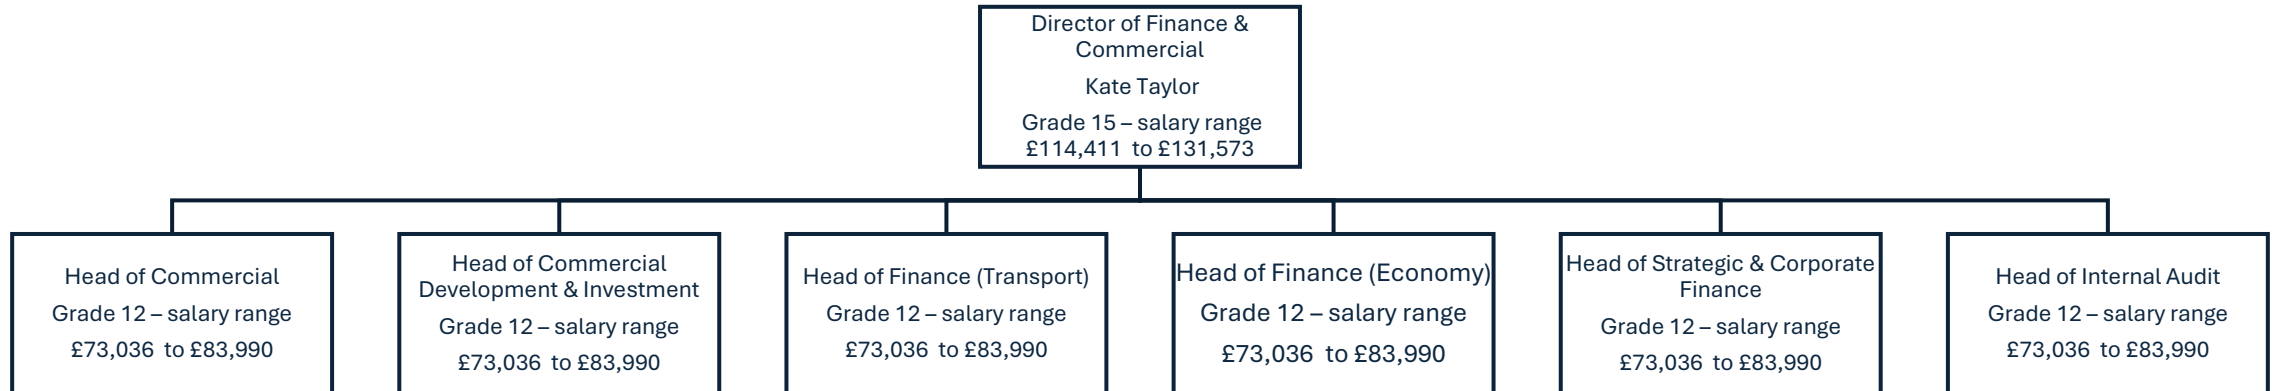 Director of Finance &
Commercial
Kate Taylor
Grade 15 – salary range
£114,411 to £131,573
Head of Commercial
Grade 12 – salary range
£73,036 to £83,990
Head of Commercial
Development & Investment
Grade 12 – salary range
£73,036 to £83,990
Head of Finance (Transport)
Grade 12 – salary range
£73,036 to £83,990
Head of Finance (Economy)
Grade 12 – salary range
£73,036 to £83,990
Head of Strategic & Corporate
Finance
Grade 12 – salary range
£73,036 to £83,990
Head of Internal Audit
Grade 12 – salary range
£73,036 to £83,990